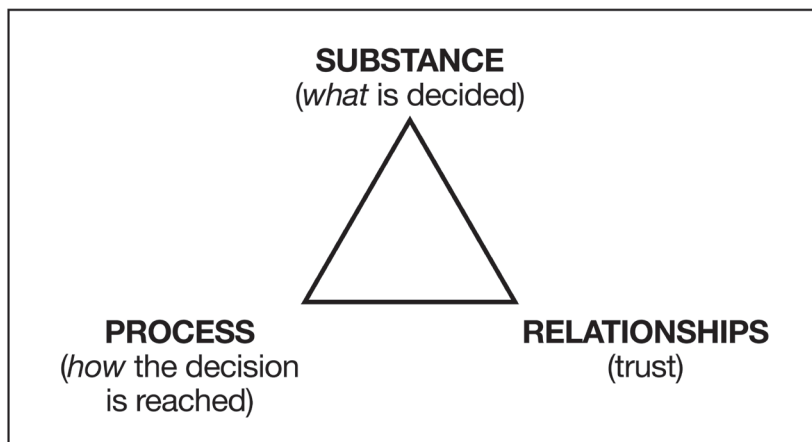 SUBSTANCE
(what is decided)
PROCESS
(how the decision
is reached)
RELATIONSHIPS
(trust)